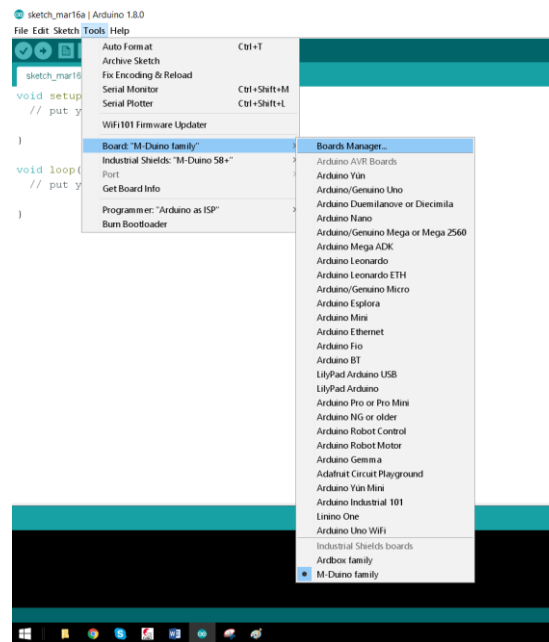 sketch_mar16a | Arduino 1.8.0
File Edit Sketch Tools Help
sketch_mar16
void setup
// put y
}
void loop(
// put y
}
Auto Format Ctrl+T
Archive Sketch
Fix Encoding & Reload
Serial Monitor Ctrl+Shift+M
Serial Plotter Ctrl+Shift+L
WiFi101 Firmware Updater
Board: "M-Duino family"
Industrial Shields: "M-Duino 58+"
Port
Get Board Info
Programmer: "Arduino as ISP"
Burn Bootloader
Boards Manager...
Arduino AVR Boards
Arduino Yún
Arduino/Genuino Uno
Arduino Duemilanove or Diecimila
Arduino Nano
Arduino/Genuino Mega or Mega 2560
Arduino Mega ADK
Arduino Leonardo
Arduino Leonardo ETH
Arduino/Genuino Micro
Arduino Esplora
Arduino Mini
Arduino Ethernet
Arduino Fio
Arduino BT
LilyPad Arduino USB
LilyPad Arduino
Arduino Pro or Pro Mini
Arduino NG or older
Arduino Robot Control
Arduino Robot Motor
Arduino Gemma
Adafruit Circuit Playground
Arduino Yún Mini
Arduino Industrial 101
Linino One
Arduino Uno WiFi
Industrial Shields boards
Ardbox family
M-Duino family